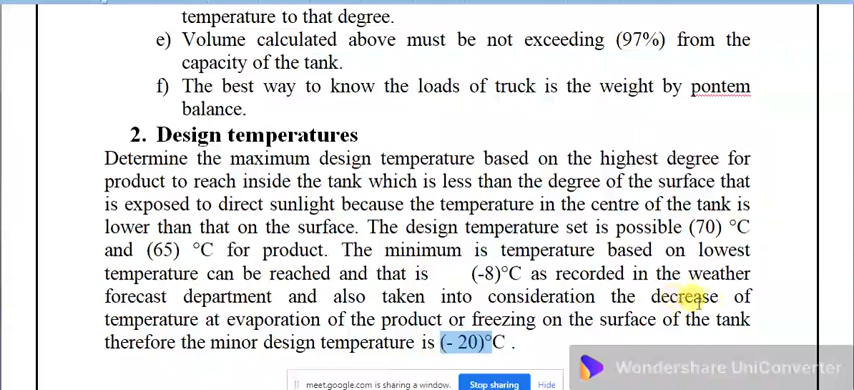 temperature to that degree.
e) Volume calculated above must be not exceeding (97%) from the
capacity of the tank.
f) The best way to know the loads of truck is the weight by pontem
balance.
2. Design temperatures
Determine the maximum design temperature based on the highest degree for
product to reach inside the tank which is less than the degree of the surface that
is exposed to direct sunlight because the temperature in the centre of the tank is
lower than that on the surface. The design temperature set is possible (70) °C
and (65) °C for product. The minimum is temperature based on lowest
temperature can be reached and that is (-8)°C as recorded in the weather
forecast department and also taken into consideration the decrease of
temperature at evaporation of the product or freezing on the surface of the tank
therefore the minor design temperature is (- 20)°C .
Wondershare UniConverter
meet.google.com is sharing a window. Stop sharing Hide